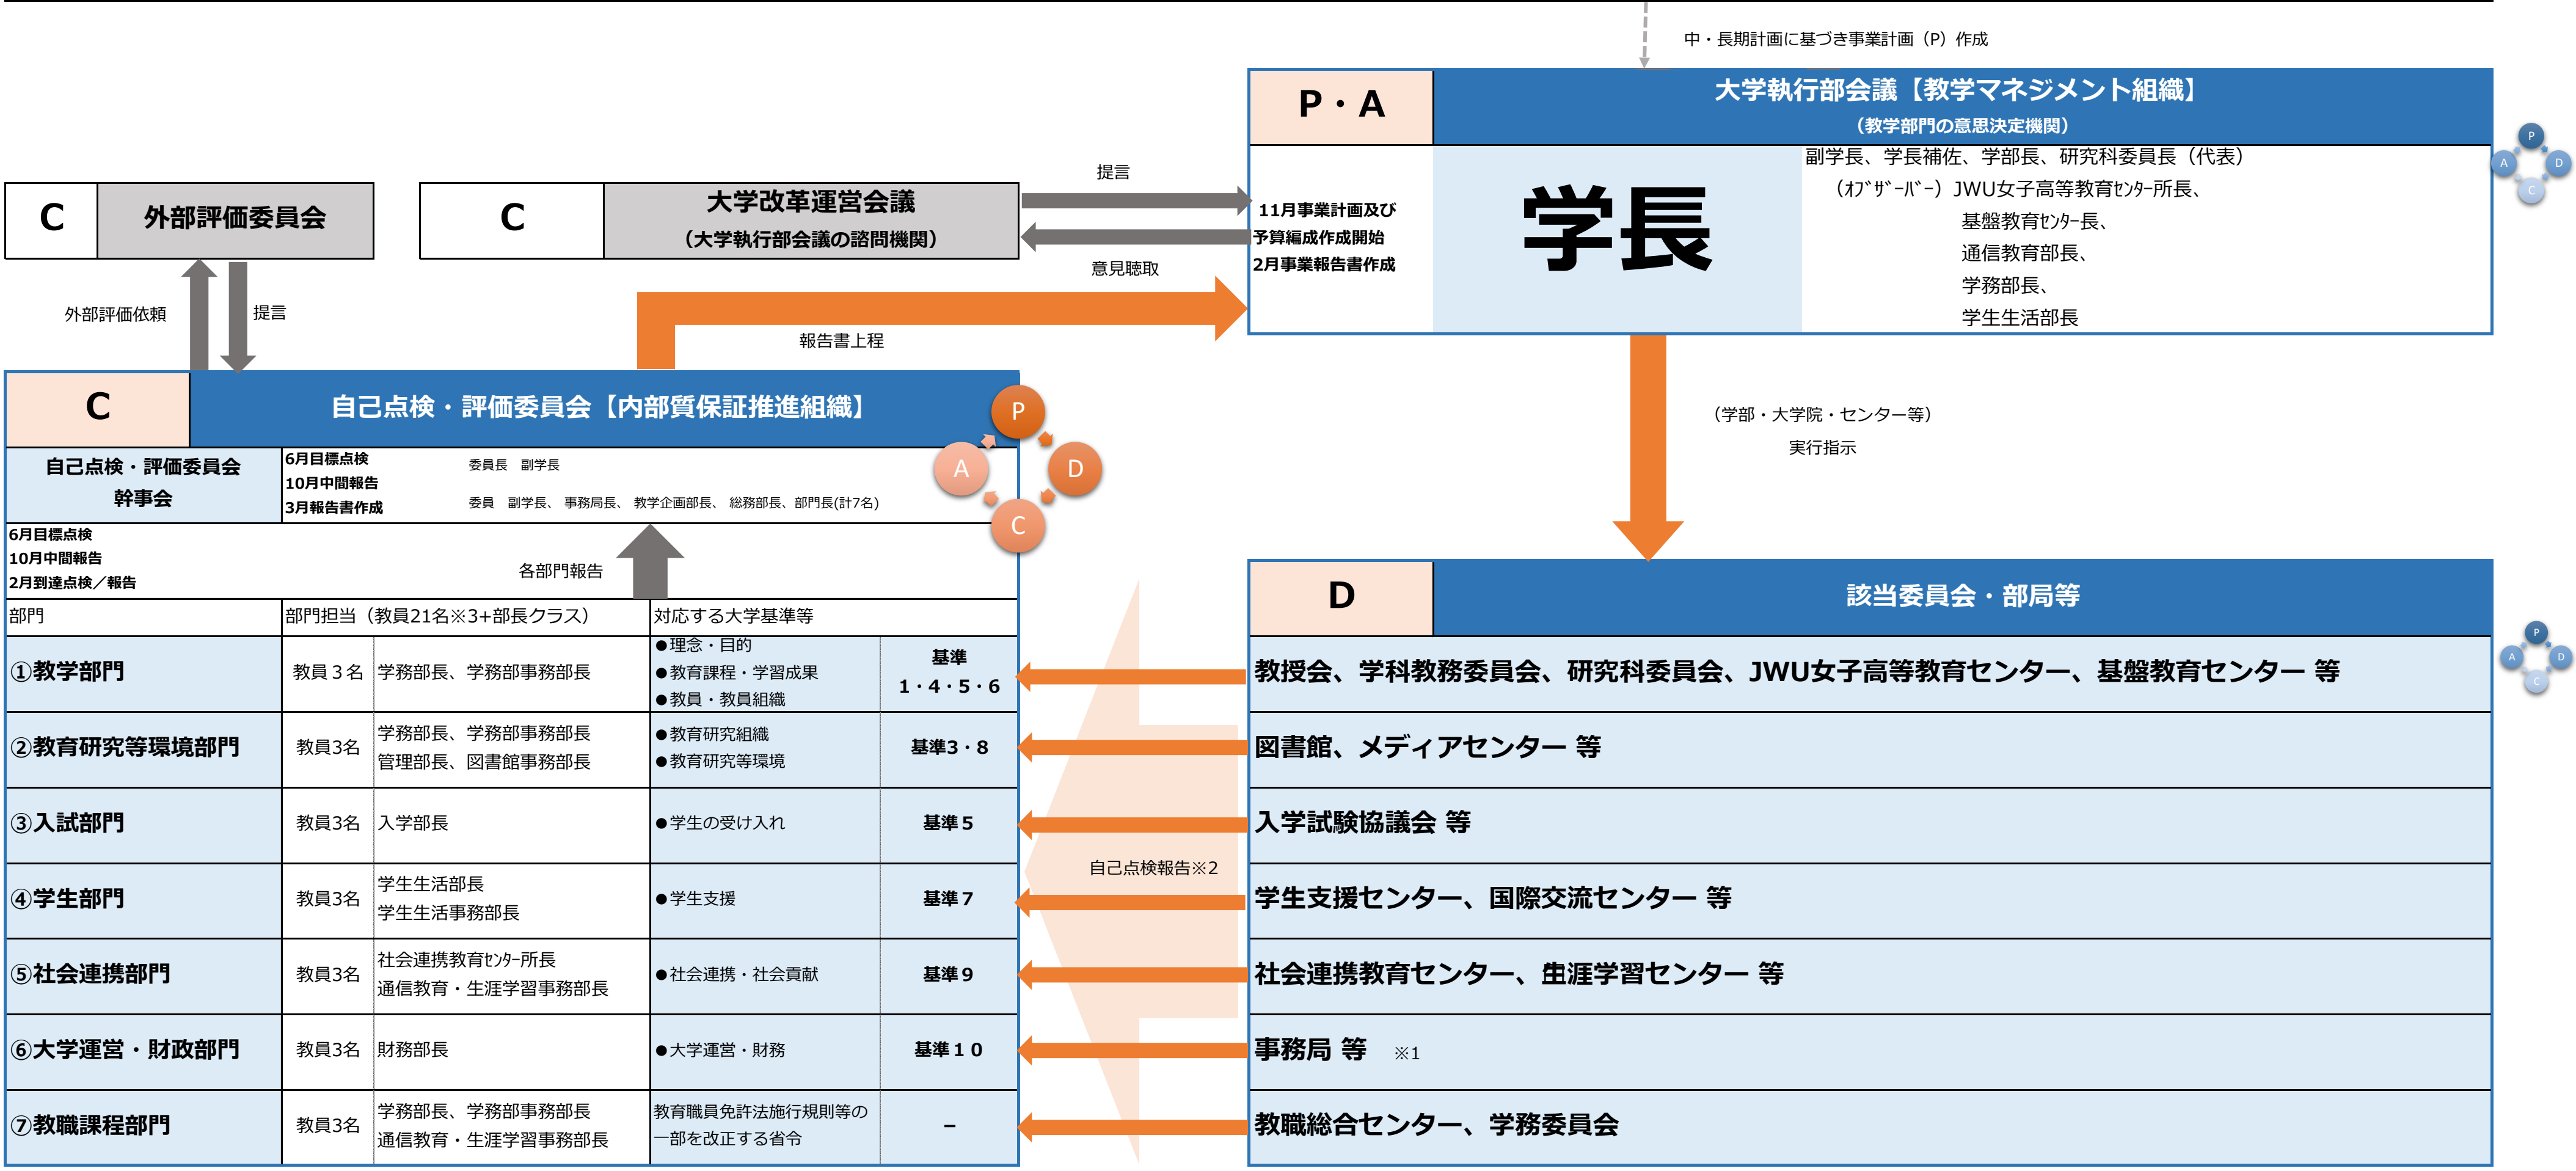 中・長期計画に基づき事業計画（P）作成
P・A
大学執行部会議【教学マネジメント組織】
（教学部門の意思決定機関）
11月事業計画及び
予算編成作成開始
2月事業報告書作成
学長
副学長、学長補佐、学部長、研究科委員長（代表）
（ｵﾌﾞｻﾞｰﾊﾞｰ）JWU女子高等教育ｾﾝﾀｰ所長、
基盤教育ｾﾝﾀｰ長、
通信教育部長、
学務部長、
学生生活部長
P
D
C
A
C
外部評価委員会
C
大学改革運営会議
（大学執行部会議の諮問機関）
提言
意見聴取
外部評価依頼
提言
報告書上程
（学部・大学院・センター等）
実行指示
C
自己点検・評価委員会【内部質保証推進組織】
P
D
C
A
自己点検・評価委員会
幹事会
6月目標点検
10月中間報告
3月報告書作成
委員長　副学長
委員　副学長、 事務局長、 教学企画部長、 総務部長、部門長(計7名)
6月目標点検
10月中間報告
2月到達点検／報告
各部門報告
部門
部門担当（教員21名※3+部長クラス）
対応する大学基準等
①教学部門
教員３名
学務部長、学務部事務部長
●理念・目的
●教育課程・学習成果
●教員・教員組織
基準
1・4・5・6
②教育研究等環境部門
教員3名
学務部長、学務部事務部長
管理部長、図書館事務部長
●教育研究組織
●教育研究等環境
基準3・8
③入試部門
教員3名
入学部長
●学生の受け入れ
基準５
④学生部門
教員3名
学生生活部長
学生生活事務部長
●学生支援
基準７
⑤社会連携部門
教員3名
社会連携教育ｾﾝﾀｰ所長
通信教育・生涯学習事務部長
●社会連携・社会貢献
基準９
⑥大学運営・財政部門
教員3名
財務部長
●大学運営・財務
基準１０
⑦教職課程部門
教員3名
学務部長、学務部事務部長
通信教育・生涯学習事務部長
教育職員免許法施行規則等の
一部を改正する省令
－
自己点検報告※2
D
該当委員会・部局等
教授会、学科教務委員会、研究科委員会、JWU女子高等教育センター、基盤教育センター 等
図書館、メディアセンター 等
入学試験協議会 等
学生支援センター、国際交流センター 等
社会連携教育センター、生涯学習センター 等
事務局 等　※1
教職総合センター、学務委員会
P
D
C
A